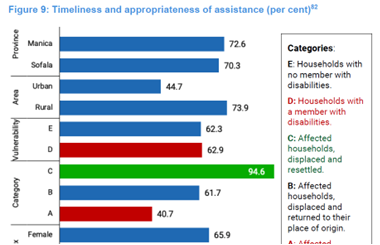 Figure 9: Timeliness and appropriateness of assistance (per cent)82
Province
Manica 72.6
Sofala 70.3
Area
Urban 44.7
Rural 73.9
Vulnerability
E 62.3
D 62.9
Category
C 94.6
B 61.7
A 40.7
x
Female 65.9
Categories:
E: Households with
no member with
disabilities.
D: Households with
a member with
disabilities.
C: Affected
households,
displaced and
resettled.
B: Affected
households,
displaced and
returned to their
place of origin.
A: Affected